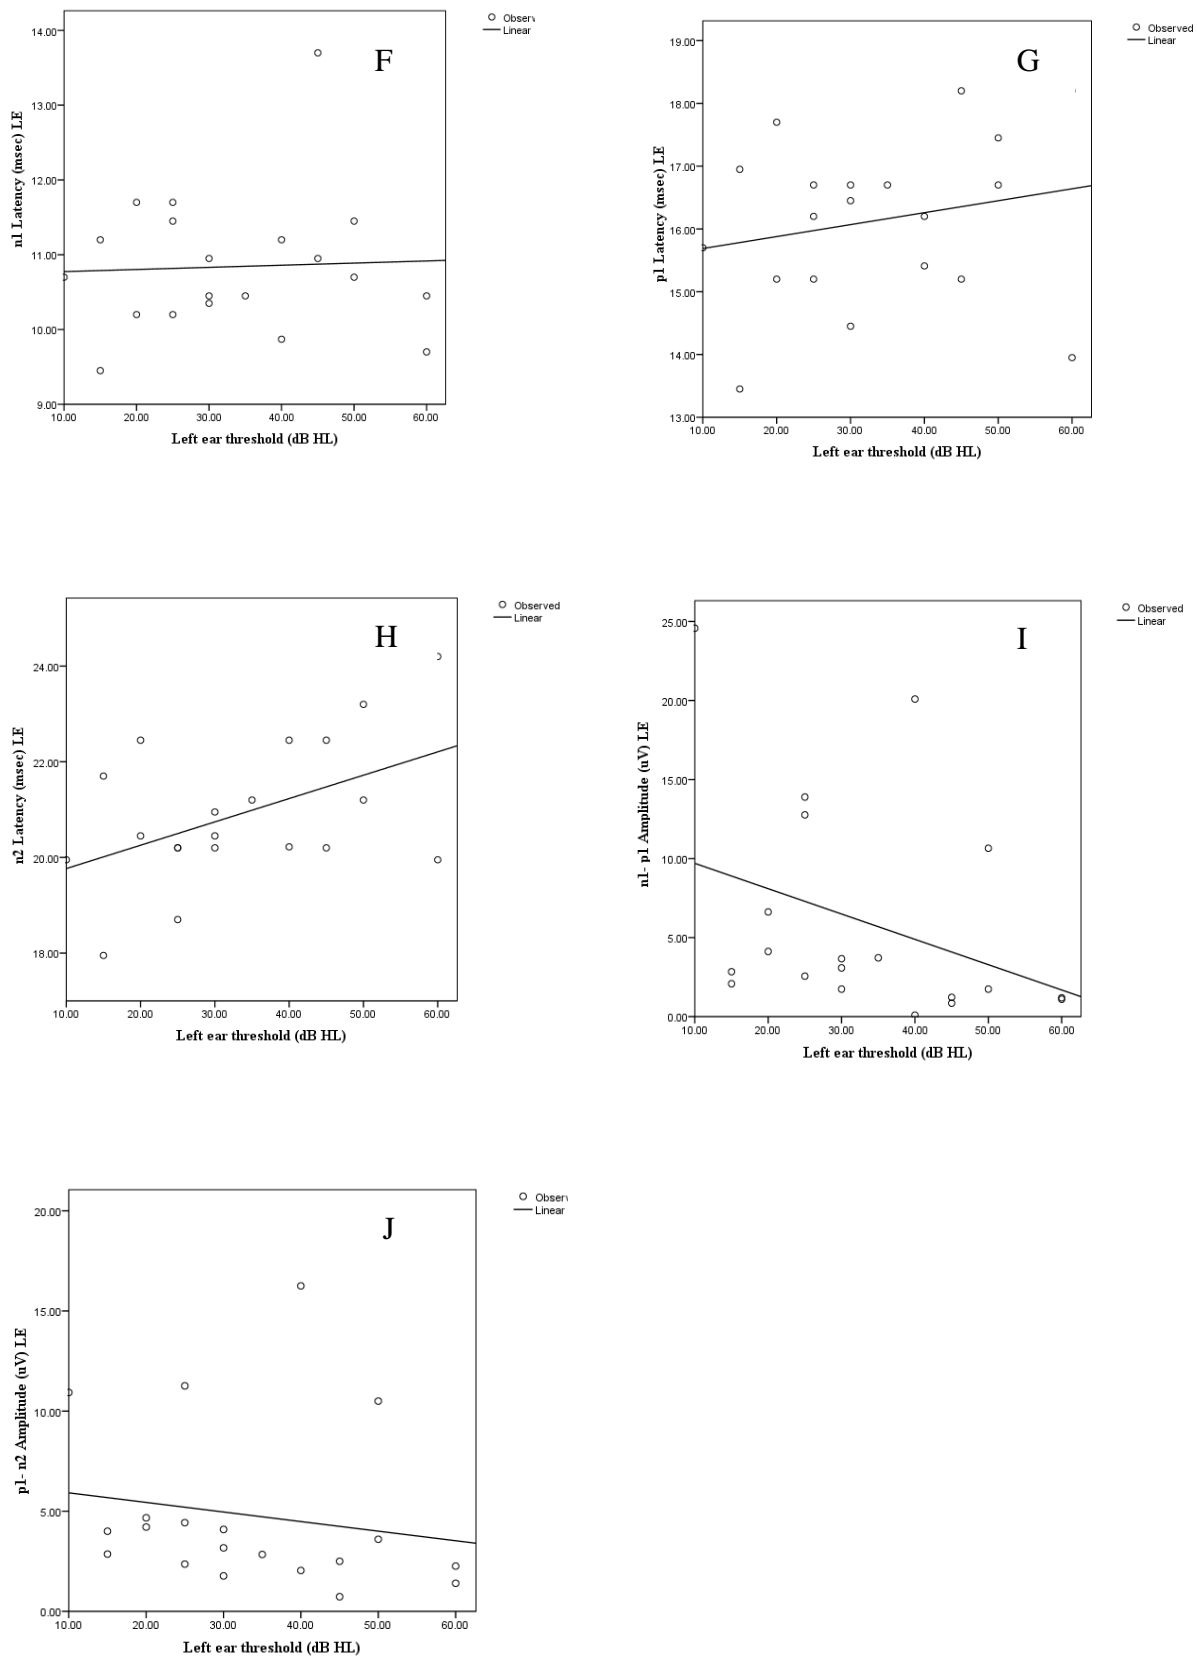 Observ
Linear
F
14.00
13.00
12.00
11.00
10.00
9.00
n1 Latency (msec) LE
10.00 20.00 30.00 40.00 50.00 60.00
Left ear threshold (dB HL)
Observed
Linear
G
19.00
18.00
17.00
16.00
15.00
14.00
13.00
p1 Latency (msec) LE
10.00 20.00 30.00 40.00 50.00 60.00
Left ear threshold (dB HL)
Observed
Linear
H
24.00
22.00
20.00
18.00
n2 Latency (msec) LE
10.00 20.00 30.00 40.00 50.00 60.00
Left ear threshold (dB HL)
Observed
Linear
I
25.00
20.00
15.00
10.00
5.00
0.00
n1- p1 Amplitude (uV) LE
10.00 20.00 30.00 40.00 50.00 60.00
Left ear threshold (dB HL)
Observ
Linear
J
20.00
15.00
10.00
5.00
0.00
p1- n2 Amplitude (uV) LE
10.00 20.00 30.00 40.00 50.00 60.00
Left ear threshold (dB HL)